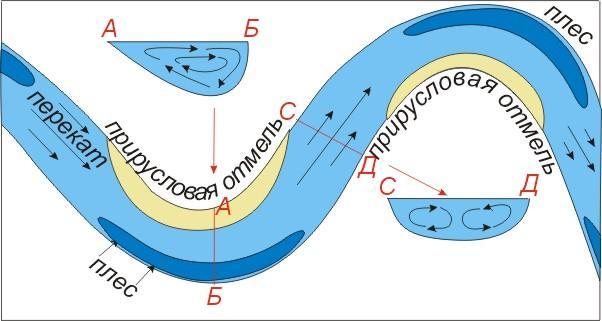 А Б
плес
перекат
прирусловая отмель
С
прирусловая отмель
Д
А
С Д
плес
Б